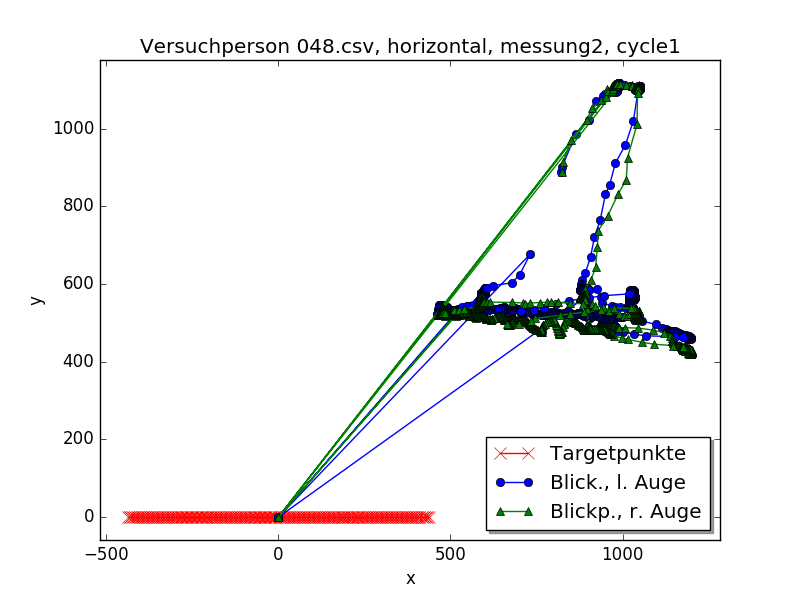 Versuchperson 048.csv, horizontal, messung2, cycle1
y
1000
800
600
400
200
0
−500
0
500
1000
x
Targetpunkte
Blick., l. Auge
Blickp., r. Auge